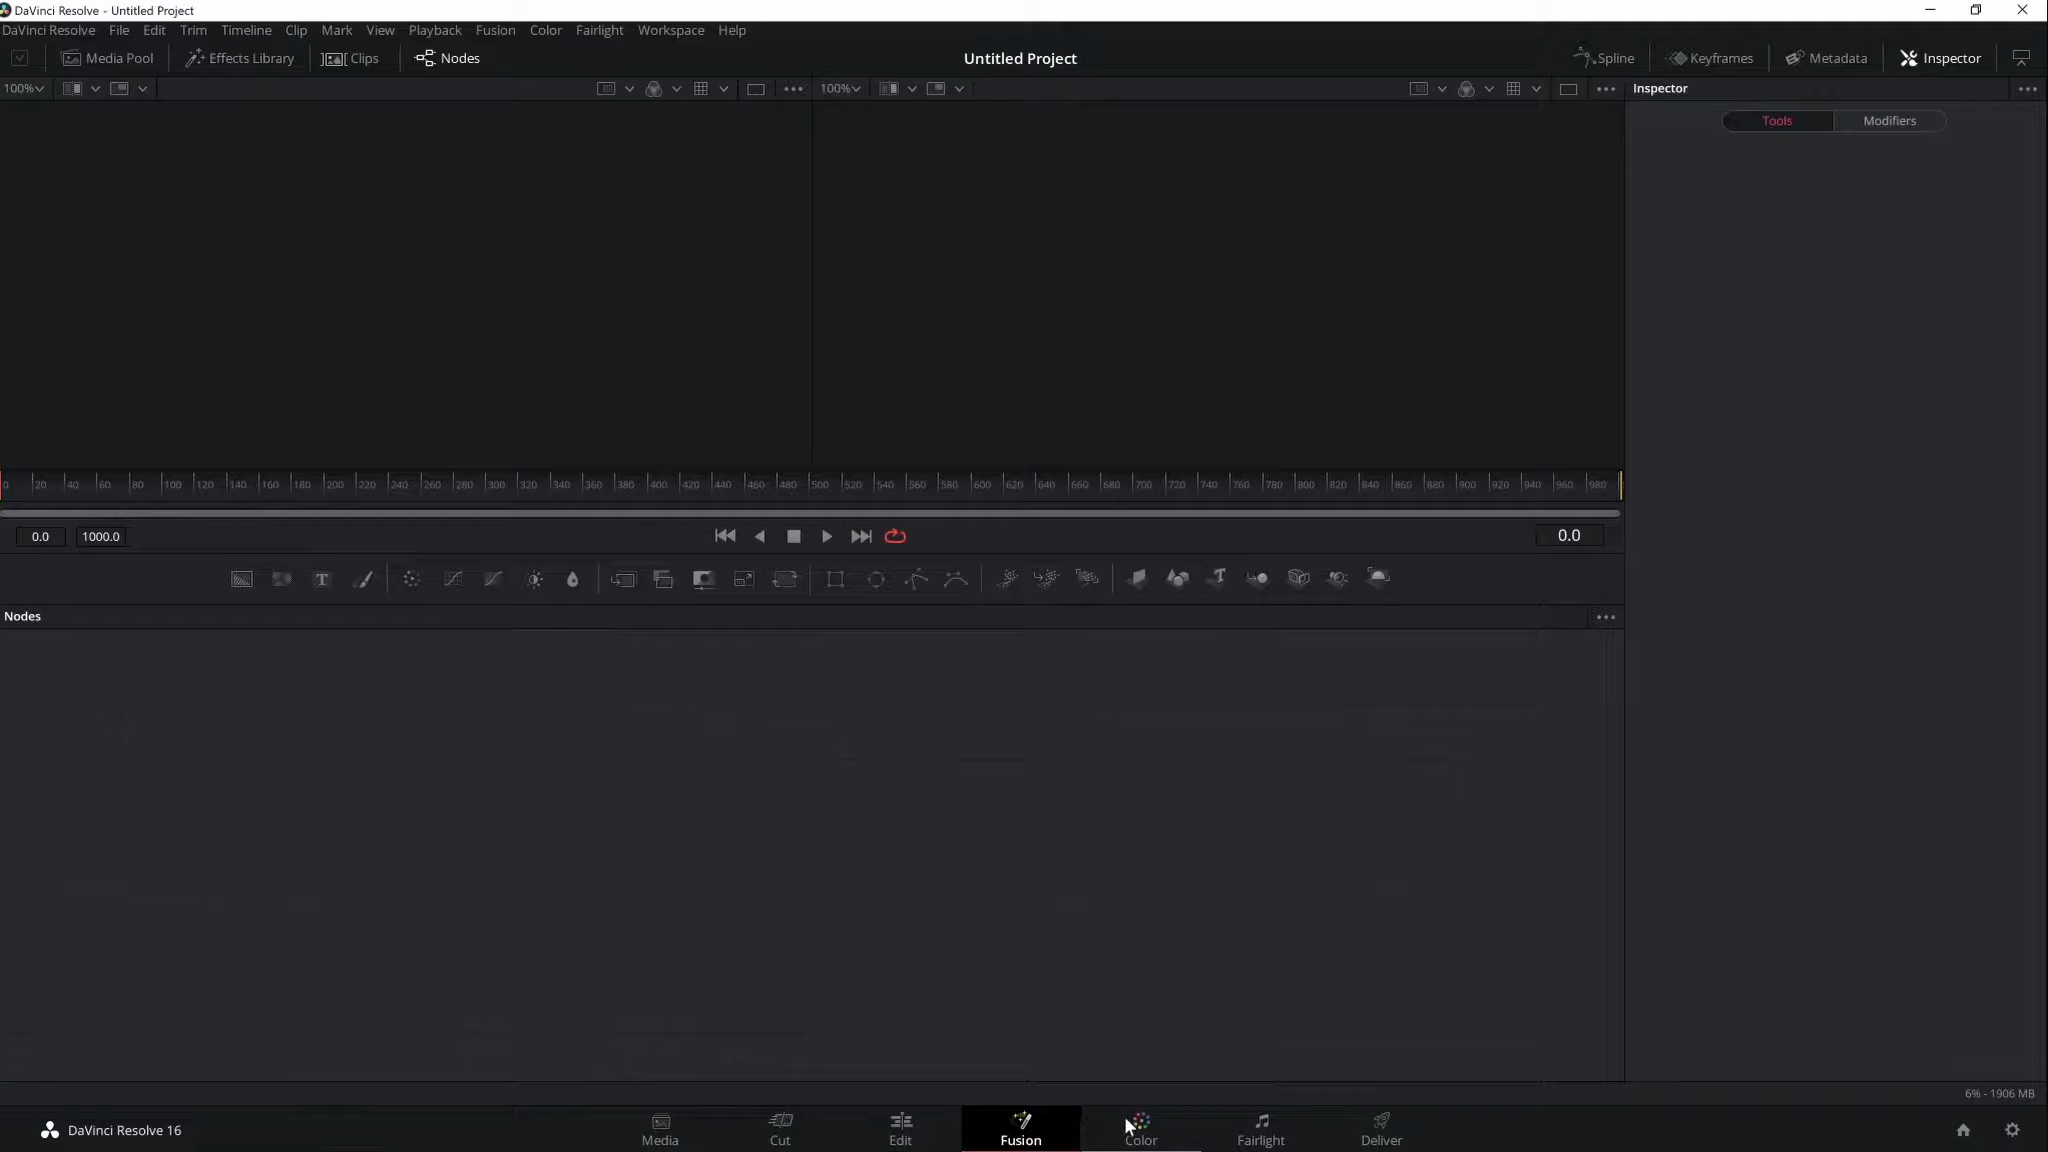 DaVinci Resolve - Untitled Project
DaVinci Resolve File Edit Trim Timeline Clip Mark View Playback Fusion Color Fairlight Workspace Help
Media Pool Effects Library Clips Nodes Untitled Project Spline Keyframes Metadata Inspector
100% 100% Inspector
Tools Modifiers
0 20 40 60 80 100 120 140 160 180 200 220 240 260 280 300 320 340 360 380 400 420 440 460 480 500 520 540 560 580 600 620 640 660 680 700 720 740 760 780 800 820 840 860 880 900 920 940 960 980
0.0 1000.0 0.0
T
Nodes
6% - 1906 MB
DaVinci Resolve 16 Media Cut Edit Fusion Color Fairlight Deliver